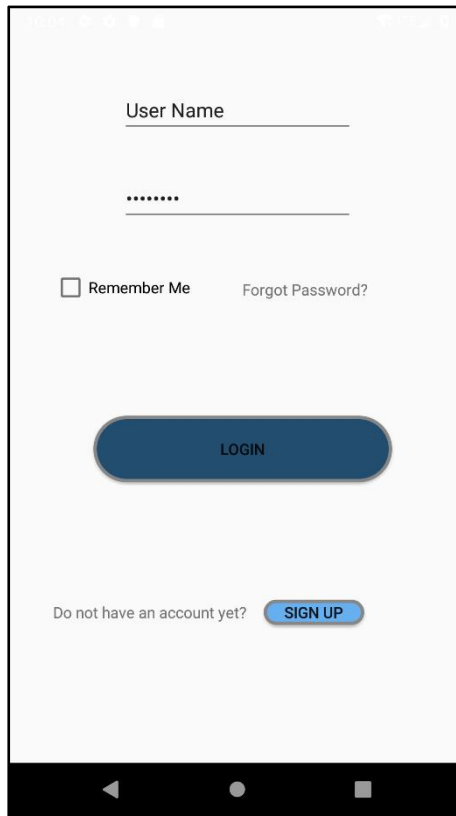 User Name
••••••••
Remember Me Forgot Password?
LOGIN
Do not have an account yet? SIGN UP